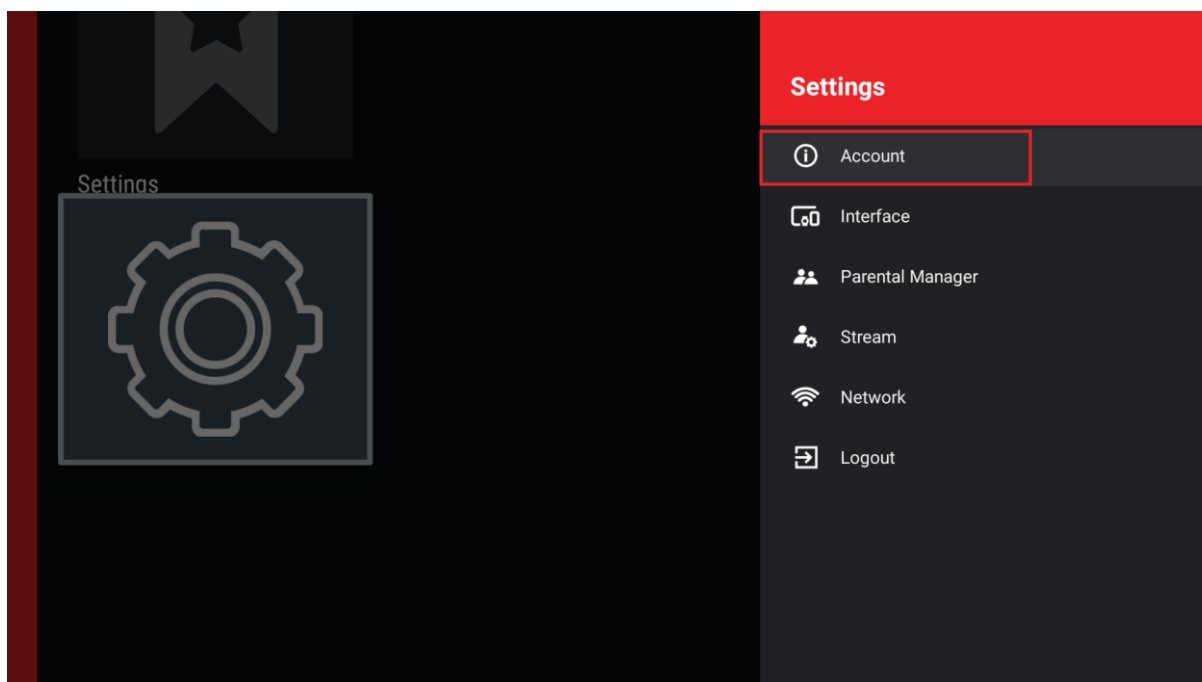 Settings
Settings
Account
Interface
Parental Manager
Stream
Network
Logout